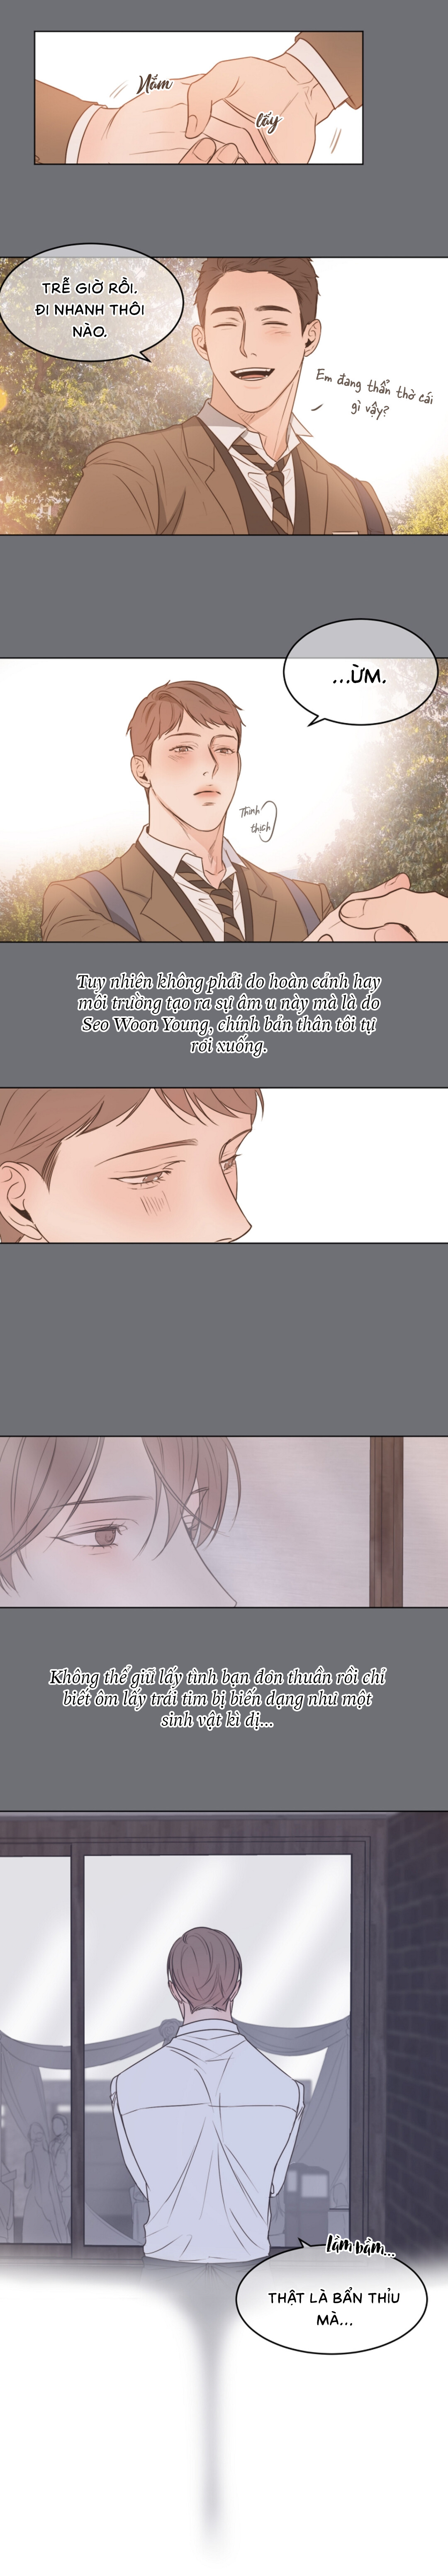 Nắm
lấy
TRỄ GIỜ RỒI.
ĐI NHANH THÔI
NÀO.
Em đang thẩn thờ cái
gì vậy?
...ỪM.
Thình
thịch
Tuy nhiên không phải do hoàn cảnh hay
môi trường tạo ra sự âm u này mà là do
Seo Woon Young, chính bản thân tôi tự
rơi xuống.
Không thể giữ lấy tình bạn đơn thuần rồi chỉ
biết ôm lấy trái tim bị biến dạng như một
sinh vật kì dị...
lầm bầm...
THẬT LÀ BẨN THỈU
MÀ...